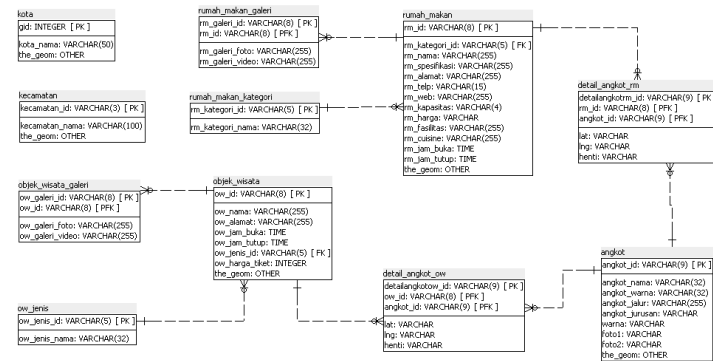 kota
gid: INTEGER [ PK ]
kota_nama: VARCHAR(50)
the_geom: OTHER
rumah_makan_galeri
rm_galeri_id: VARCHAR(8) [ PK ]
rm_id: VARCHAR(8) [ PFK ]
rm_galeri_foto: VARCHAR(255)
rm_galeri_video: VARCHAR(255)
rumah_makan
rm_id: VARCHAR(8) [ PK ]
rm_kategori_id: VARCHAR(5) [ FK ]
rm_nama: VARCHAR(255)
rm_spesifikasi: VARCHAR(255)
rm_alamat: VARCHAR(255)
rm_telp: VARCHAR(15)
rm_web: VARCHAR(255)
rm_kapasitas: VARCHAR(4)
rm_harga: VARCHAR
rm_fasilitas: VARCHAR(255)
rm_cuisine: VARCHAR(255)
rm_jam_buka: TIME
rm_jam_tutup: TIME
the_geom: OTHER
kecamatan
kecamatan_id: VARCHAR(3) [ PK ]
kecamatan_nama: VARCHAR(100)
the_geom: OTHER
rumah_makan_kategori
rm_kategori_id: VARCHAR(5) [ PK ]
rm_kategori_nama: VARCHAR(32)
detail_angkot_rm
detailangkotrm_id: VARCHAR(9) [ PK
rm_id: VARCHAR(8) [ PFK ]
angkot_id: VARCHAR(9) [ PFK ]
lat: VARCHAR
lng: VARCHAR
henti: VARCHAR
objek_wisata_galeri
ow_galeri_id: VARCHAR(8) [ PK ]
ow_id: VARCHAR(8) [ PFK ]
ow_galeri_foto: VARCHAR(255)
ow_galeri_video: VARCHAR(255)
objek_wisata
ow_id: VARCHAR(8) [ PK ]
ow_nama: VARCHAR(255)
ow_alamat: VARCHAR(255)
ow_jam_buka: TIME
ow_jam_tutup: TIME
ow_jenis_id: VARCHAR(5) [ FK ]
ow_harga_tiket: INTEGER
the_geom: OTHER
detail_angkot_ow
detailangkotow_id: VARCHAR(9) [ PK ]
ow_id: VARCHAR(8) [ PFK ]
angkot_id: VARCHAR(9) [ PFK ]
lat: VARCHAR
lng: VARCHAR
henti: VARCHAR
angkot
angkot_id: VARCHAR(9) [ PK ]
angkot_nama: VARCHAR(32)
angkot_warna: VARCHAR(32)
angkot_jalur: VARCHAR(255)
angkot_jurusan: VARCHAR
warna: VARCHAR
foto1: VARCHAR
foto2: VARCHAR
the_geom: OTHER
ow_jenis
ow_jenis_id: VARCHAR(5) [ PK ]
ow_jenis_nama: VARCHAR(32)